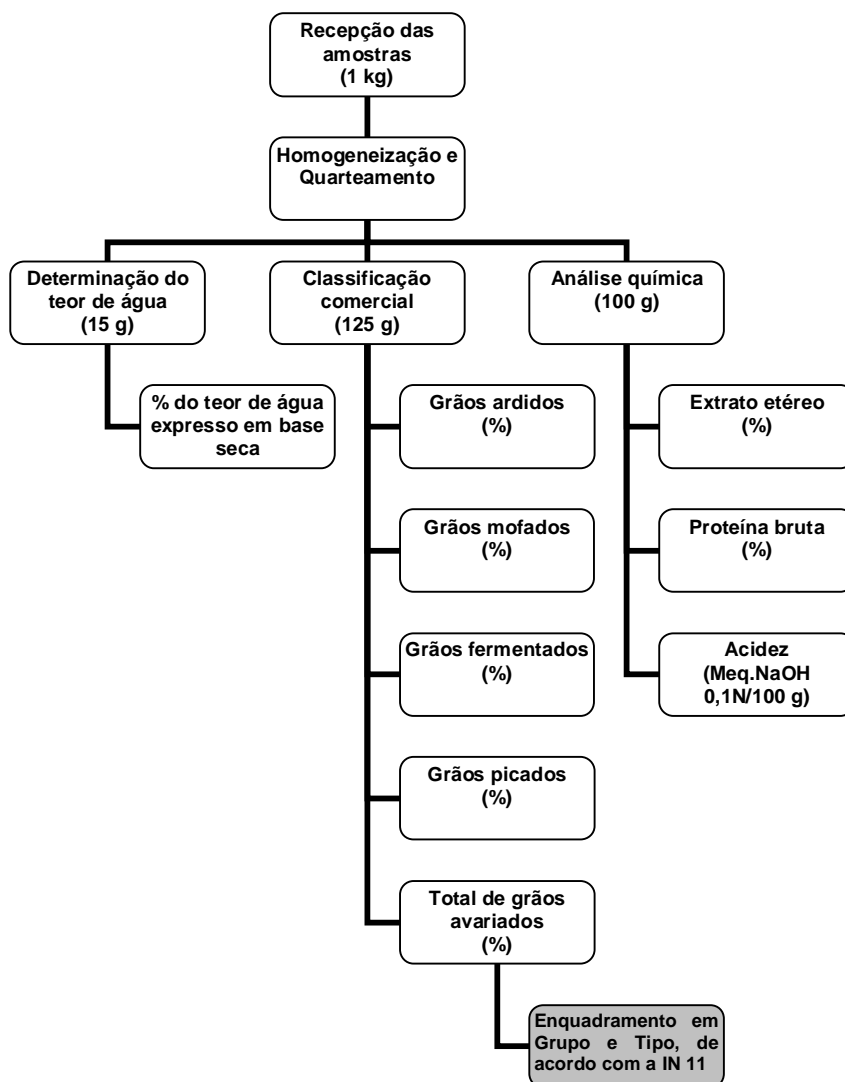 Recepção das
amostras
(1 kg)
Homogeneização e
Quarteamento
Determinação do
teor de água
(15 g)
Classificação
comercial
(125 g)
Análise química
(100 g)
% do teor de água
expresso em base
seca
Grãos ardidos
(%)
Extrato etéreo
(%)
Grãos mofados
(%)
Proteína bruta
(%)
Grãos fermentados
(%)
Acidez
(Meq.NaOH
0,1N/100 g)
Grãos picados
(%)
Total de grãos
avariados
(%)
Enquadramento em
Grupo e Tipo, de
acordo com a IN 11